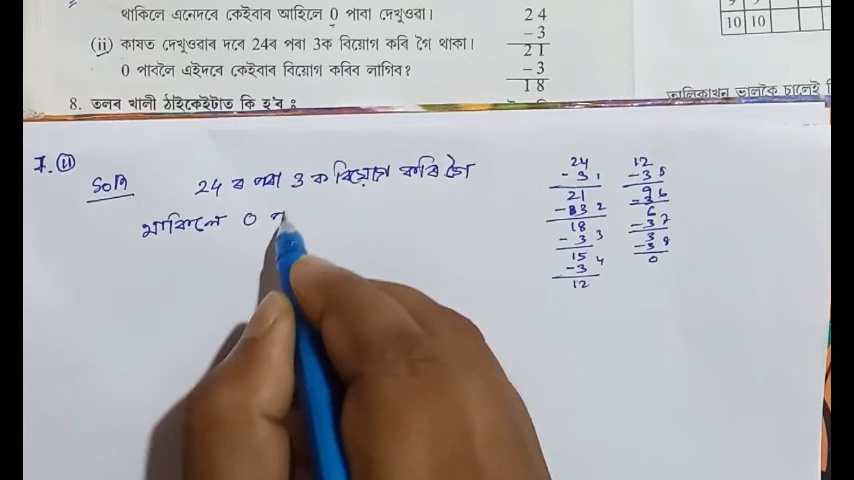 থাকিলে এনেদৰে কেইবাৰ আহিলে 0 পাবা দেখুওৱা।
(ii) কাষত দেখুওৱাৰ দৰে 24ৰ পৰা 3ক বিয়োগ কৰি গৈ থাকা।
0 পাবলৈ এইদৰে কেইবাৰ বিয়োগ কৰিব লাগিব?
24
-3
21
-3
18
10 10
তালিকাখন ভালকৈ চালেই
8. তলৰ খালী ঠাইকেইটাত কি হ'ব :
7. (ii)
Soln
24 ৰ পৰা 3 ক বিয়োগ কৰি গৈ
থাকিলে 0 প
24
-3 1
21
-3 2
18
-3 3
15
-3 4
12
12
-3 5
9
-3 6
6
-3 7
3
-3 8
0